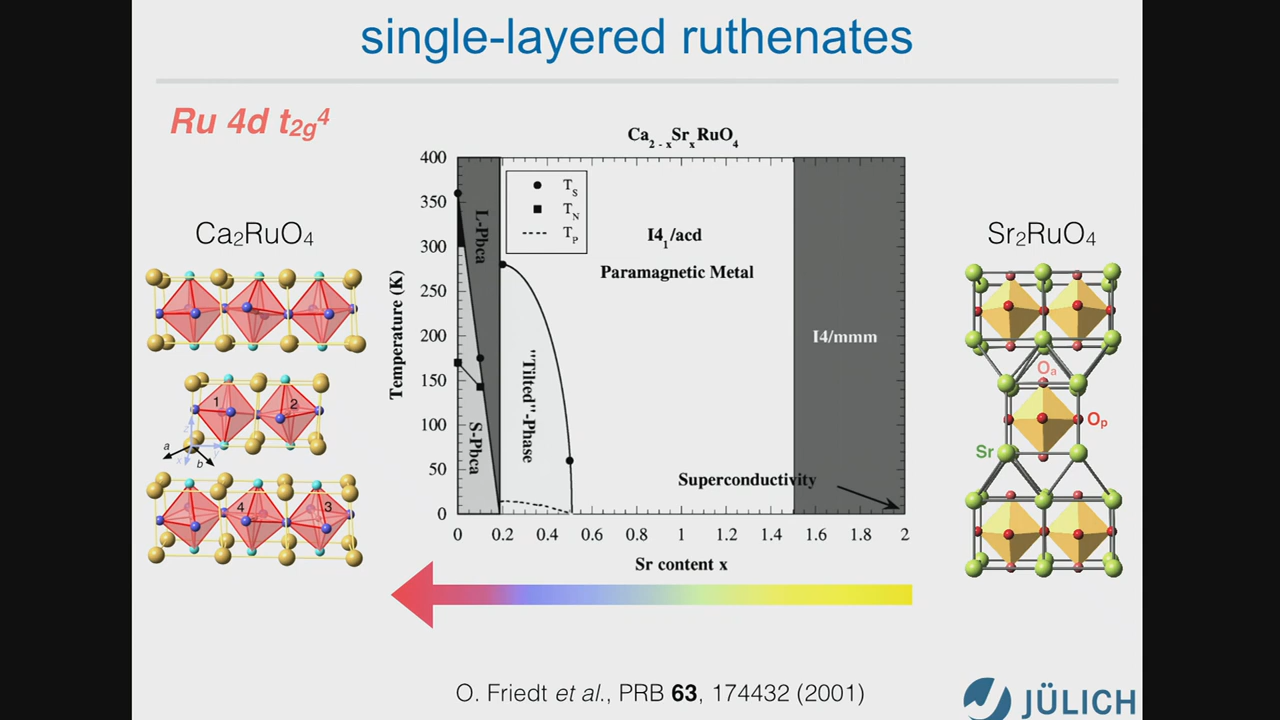 single-layered ruthenates
Ru 4d t₂g⁴
Ca₂RuO₄
1
2
z
a
x
b
y
4
3
Ca₂₋ₓSrₓRuO₄
Temperature (K)
400
350
300
250
200
150
100
50
0
L-Pbca
S-Pbca
T_S
T_N
T_P
"Tilted"-Phase
I4₁/acd
Paramagnetic Metal
I4/mmm
Superconductivity
0 0.2 0.4 0.6 0.8 1 1.2 1.4 1.6 1.8 2
Sr content x
Sr₂RuO₄
Oₐ
Oₚ
Sr
O. Friedt et al., PRB 63, 174432 (2001)
JÜLICH